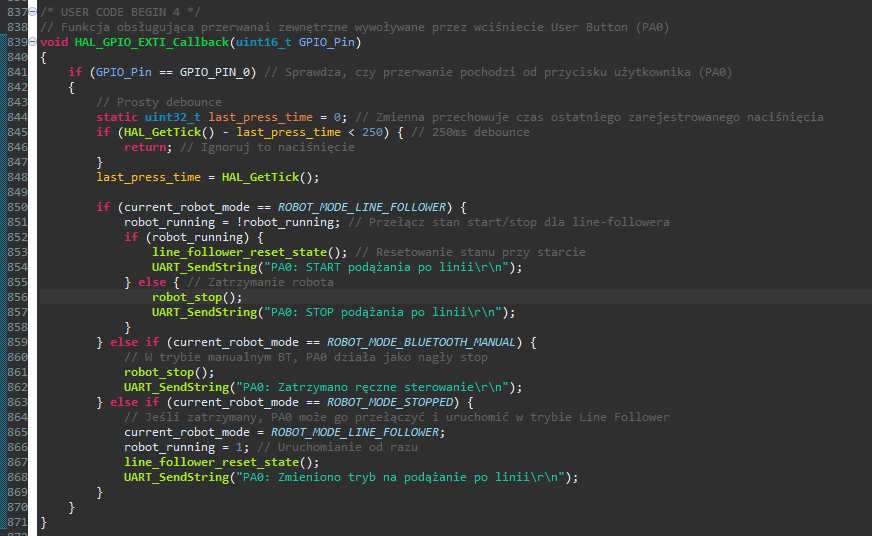 837 /* USER CODE BEGIN 4 */
838 // Funkcja obsługująca przerwanai zewnętrzne wywoływane przez wciśniecie User Button (PA0)
839 void HAL_GPIO_EXTI_Callback(uint16_t GPIO_Pin)
840 {
841     if (GPIO_Pin == GPIO_PIN_0) // Sprawdza, czy przerwanie pochodzi od przycisku użytkownika (PA0)
842     {
843         // Prosty debounce
844         static uint32_t last_press_time = 0; // Zmienna przechowuje czas ostatniego zarejestrowanego naciśnięcia
845         if (HAL_GetTick() - last_press_time < 250) { // 250ms debounce
846             return; // Ignoruj to naciśnięcie
847         }
848         last_press_time = HAL_GetTick();
849
850         if (current_robot_mode == ROBOT_MODE_LINE_FOLLOWER) {
851             robot_running = !robot_running; // Przełącz stan start/stop dla line-followera
852             if (robot_running) {
853                 line_follower_reset_state(); // Resetowanie stanu przy starcie
854                 UART_SendString("PA0: START podążania po linii\r\n");
855             } else { // Zatrzymanie robota
856                 robot_stop();
857                 UART_SendString("PA0: STOP podążania po linii\r\n");
858             }
859         } else if (current_robot_mode == ROBOT_MODE_BLUETOOTH_MANUAL) {
860             // W trybie manualnym BT, PA0 działa jako nagły stop
861             robot_stop();
862             UART_SendString("PA0: Zatrzymano ręczne sterowanie\r\n");
863         } else if (current_robot_mode == ROBOT_MODE_STOPPED) {
864             // Jeśli zatrzymany, PA0 może go przełączyć i uruchomić w trybie Line Follower
865             current_robot_mode = ROBOT_MODE_LINE_FOLLOWER;
866             robot_running = 1; // Uruchomianie od razu
867             line_follower_reset_state();
868             UART_SendString("PA0: Zmieniono tryb na podążanie po linii\r\n");
869         }
870     }
871 }